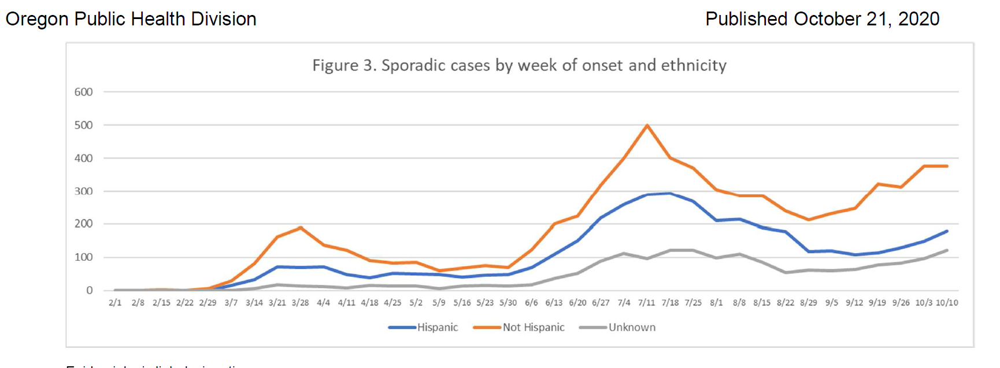 Oregon Public Health Division Published October 21, 2020
Figure 3. Sporadic cases by week of onset and ethnicity
600
500
400
300
200
100
0
2/1 2/8 2/15 2/22 2/29 3/7 3/14 3/21 3/28 4/4 4/11 4/18 4/25 5/2 5/9 5/16 5/23 5/30 6/6 6/13 6/20 6/27 7/4 7/11 7/18 7/25 8/1 8/8 8/15 8/22 8/29 9/5 9/12 9/19 9/26 10/3 10/10
Hispanic Not Hispanic Unknown